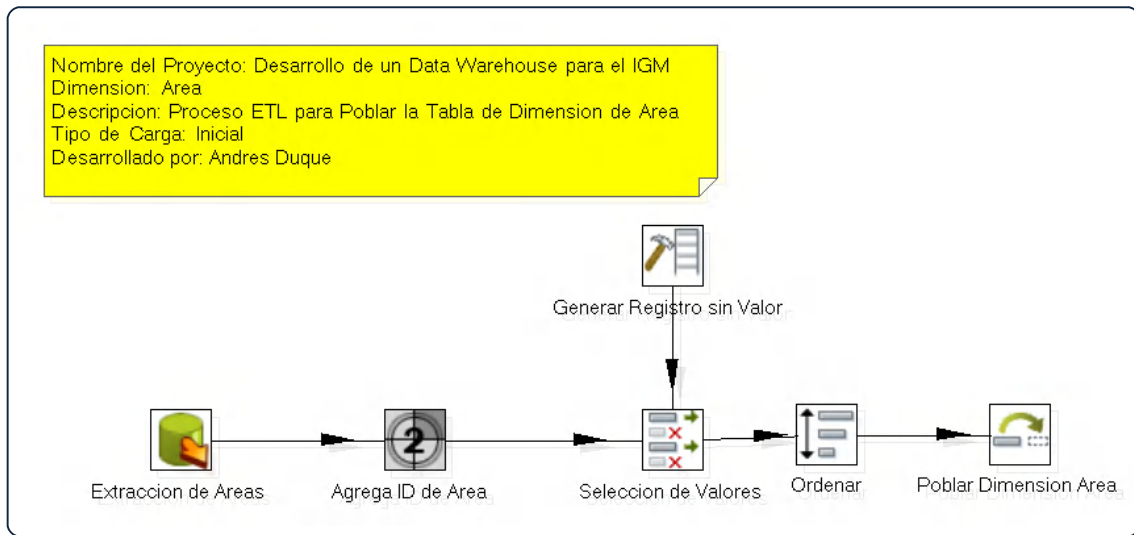 Nombre del Proyecto: Desarrollo de un Data Warehouse para el IGM
Dimension: Area
Descripcion: Proceso ETL para Poblar la Tabla de Dimension de Area
Tipo de Carga: Inicial
Desarrollado por: Andres Duque
Generar Registro sin Valor
2
Extraccion de Areas
Agrega ID de Area
Seleccion de Valores
Ordenar
Poblar Dimension Area